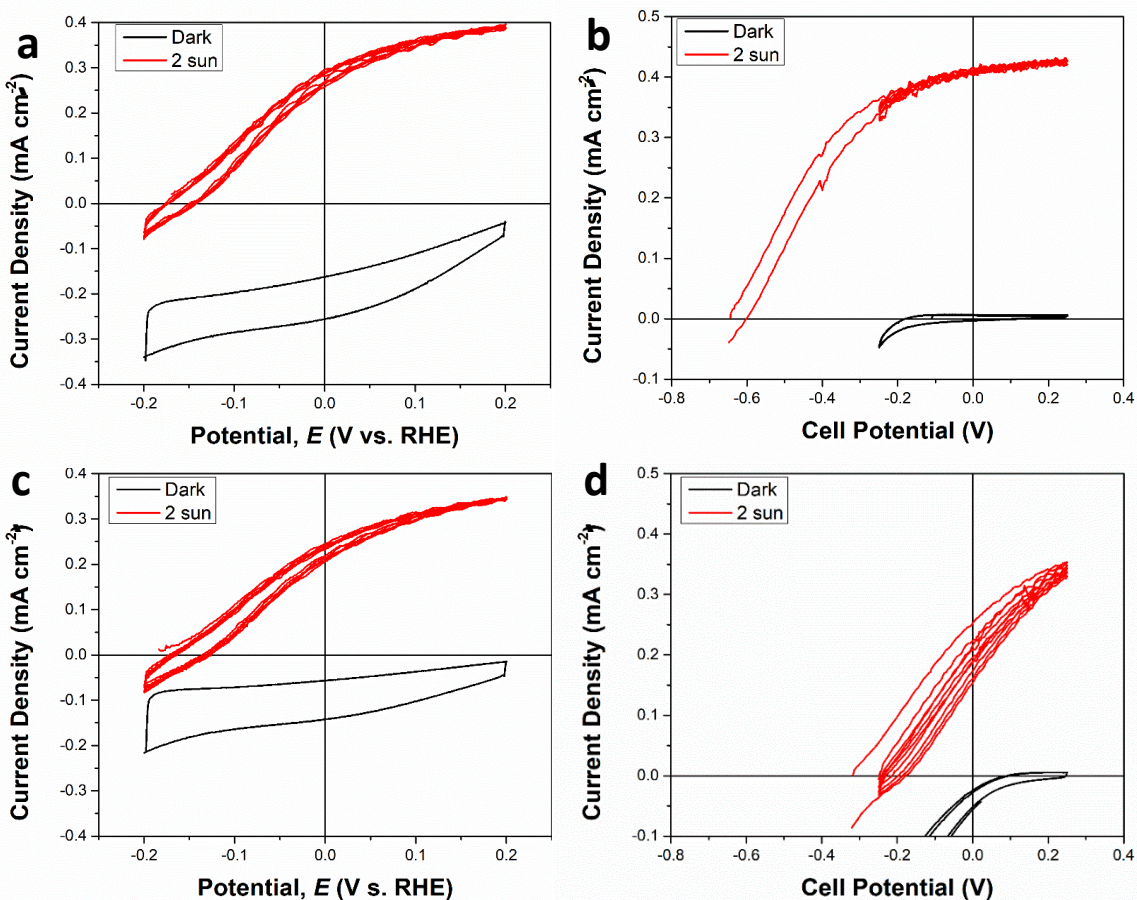 a
Dark
2 sun
Current Density (mA cm-2)
0.4
0.3
0.2
0.1
0.0
-0.1
-0.2
-0.3
-0.4
-0.2
-0.1
0.0
0.1
0.2
Potential, E (V vs. RHE)
b
Dark
2 sun
Current Density (mA cm-2)
0.5
0.4
0.3
0.2
0.1
0.0
-0.1
-0.8
-0.6
-0.4
-0.2
0.0
0.2
0.4
Cell Potential (V)
c
Dark
2 sun
Current Density (mA cm-2)
0.4
0.3
0.2
0.1
0.0
-0.1
-0.2
-0.3
-0.4
-0.2
-0.1
0.0
0.1
0.2
Potential, E (V s. RHE)
d
Dark
2 sun
Current Density (mA cm-2)
0.5
0.4
0.3
0.2
0.1
0.0
-0.1
-0.8
-0.6
-0.4
-0.2
0.0
0.2
0.4
Cell Potential (V)